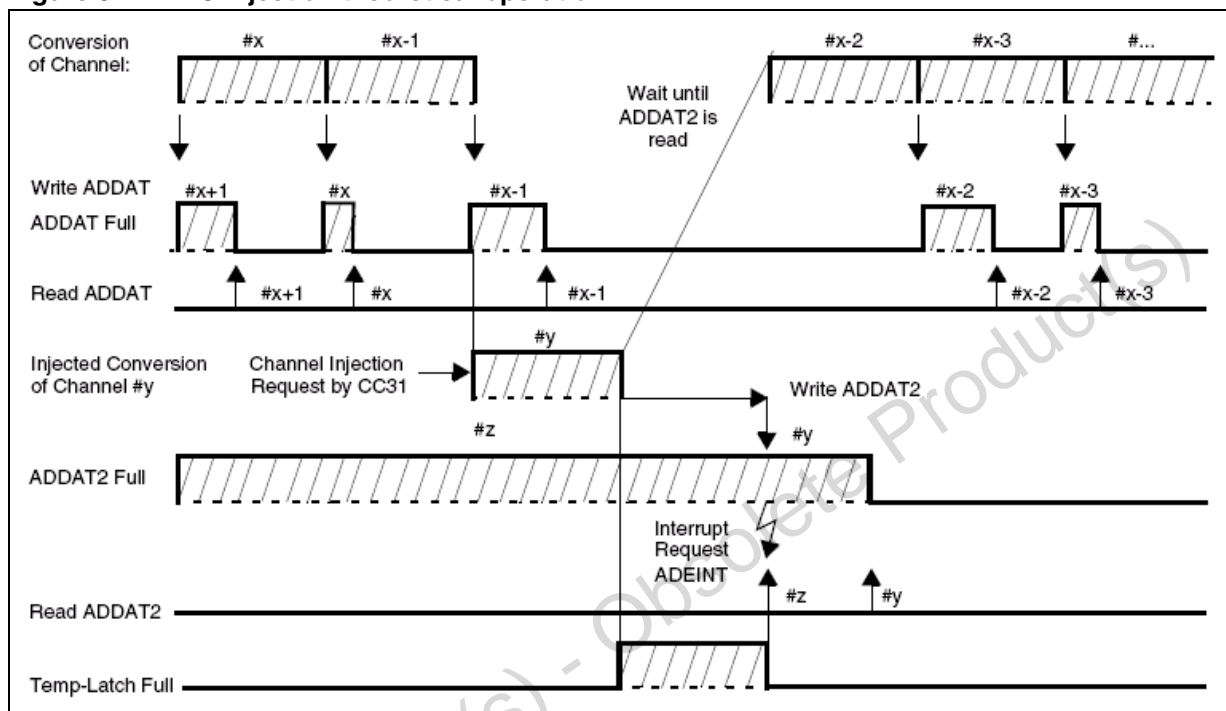 Conversion
of Channel:
#x
#x-1
#x-2
#x-3
#...
Wait until
ADDAT2 is
read
Write ADDAT
ADDAT Full
#x+1
#x
#x-1
#x-2
#x-3
Read ADDAT
#x+1
#x
#x-1
#x-2
#x-3
Injected Conversion
of Channel #y
Channel Injection
Request by CC31
#y
Write ADDAT2
#z
#y
ADDAT2 Full
Interrupt
Request
ADEINT
Read ADDAT2
#z
#y
Temp-Latch Full
(s) - Obsolete Product(s)